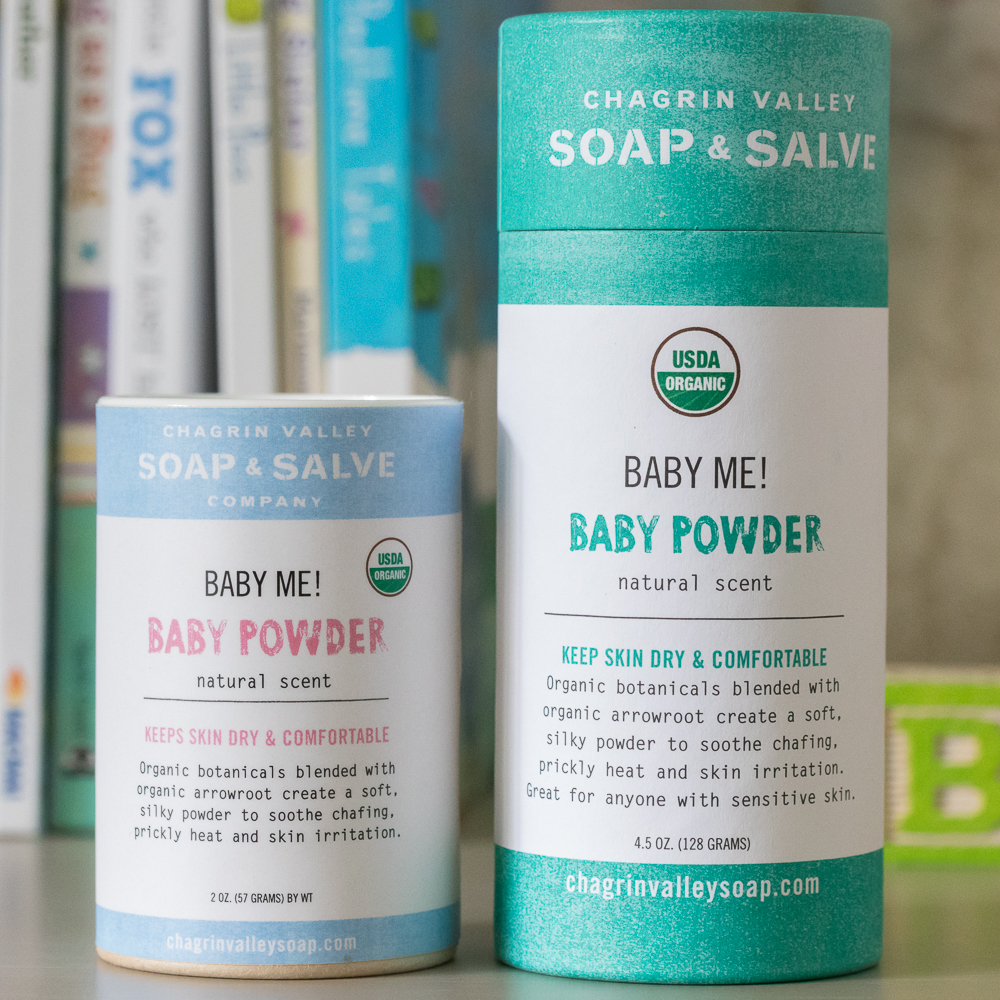 FOX
CHAGRIN VALLEY
SOAP & SALVE
COMPANY
USDA
ORGANIC
BABY ME!
BABY POWDER
natural scent
KEEPS SKIN DRY & COMFORTABLE
Organic botanicals blended with
organic arrowroot create a soft,
silky powder to soothe chafing,
prickly heat and skin irritation.
2 OZ. (57 GRAMS) BY WT
chagrinvalleysoap.com
CHAGRIN VALLEY
SOAP & SALVE
USDA
ORGANIC
BABY ME!
BABY POWDER
natural scent
KEEP SKIN DRY & COMFORTABLE
Organic botanicals blended with
organic arrowroot create a soft,
silky powder to soothe chafing,
prickly heat and skin irritation.
Great for anyone with sensitive skin.
4.5 OZ. (128 GRAMS)
chagrinvalleysoap.com
B